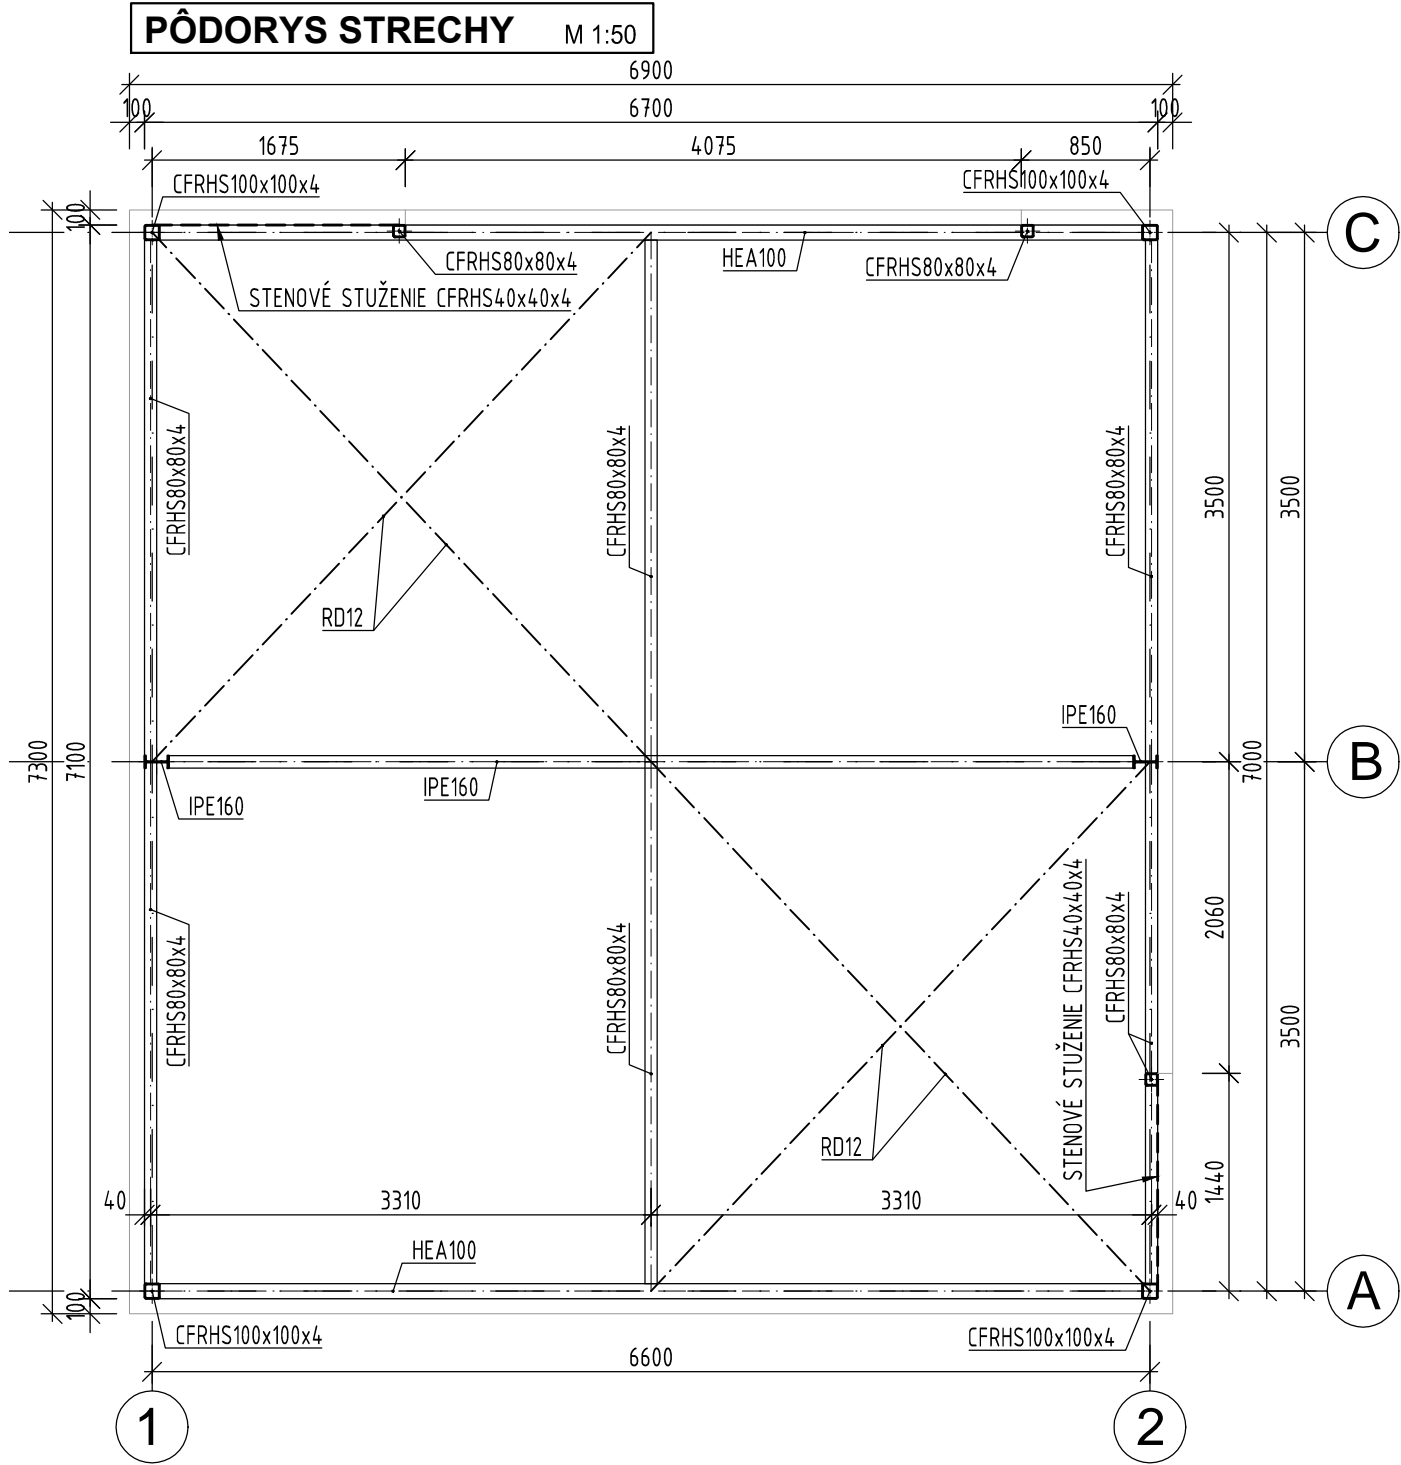 PÔDORYS STRECHY M 1:50
6900
100 6700 100
1675 4075 850
CFRHS100x100x4
CFRHS100x100x4
100
C
CFRHS80x80x4
HEA100
CFRHS80x80x4
STENOVÉ STUŽENIE CFRHS40x40x4
CFRHS80x80x4
CFRHS80x80x4
CFRHS80x80x4
3500
3500
RD12
IPE160
7300
7100
7000
B
IPE160
IPE160
STENOVÉ STUŽENIE CFRHS40x40x4
CFRHS80x80x4
2060
CFRHS80x80x4
CFRHS80x80x4
3500
RD12
1440
40 3310 3310 40
HEA100
100
A
CFRHS100x100x4
CFRHS100x100x4
6600
1 2